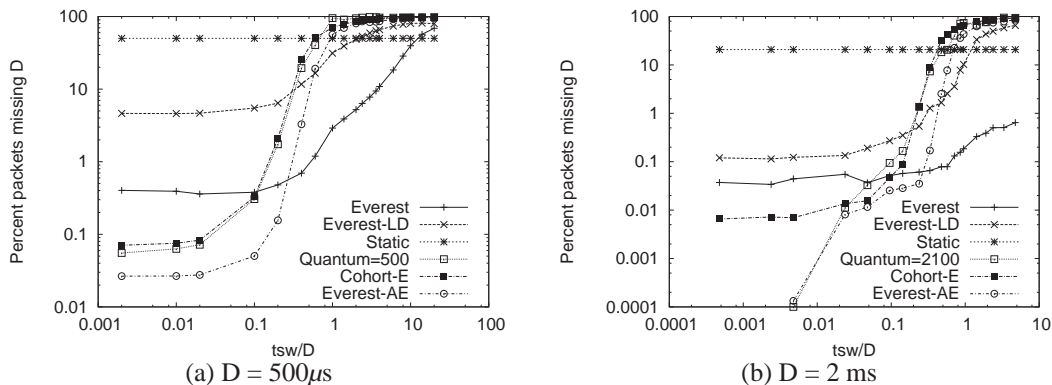 Percent packets missing D
100
10
1
0.1
0.01
0.001 0.01 0.1 1 10 100
tsw/D
Everest
Everest-LD
Static
Quantum=500
Cohort-E
Everest-AE
(a) D = 500μs
Percent packets missing D
100
10
1
0.1
0.01
0.001
0.0001
0.0001 0.001 0.01 0.1 1 10
tsw/D
Everest
Everest-LD
Static
Quantum=2100
Cohort-E
Everest-AE
(b) D = 2 ms